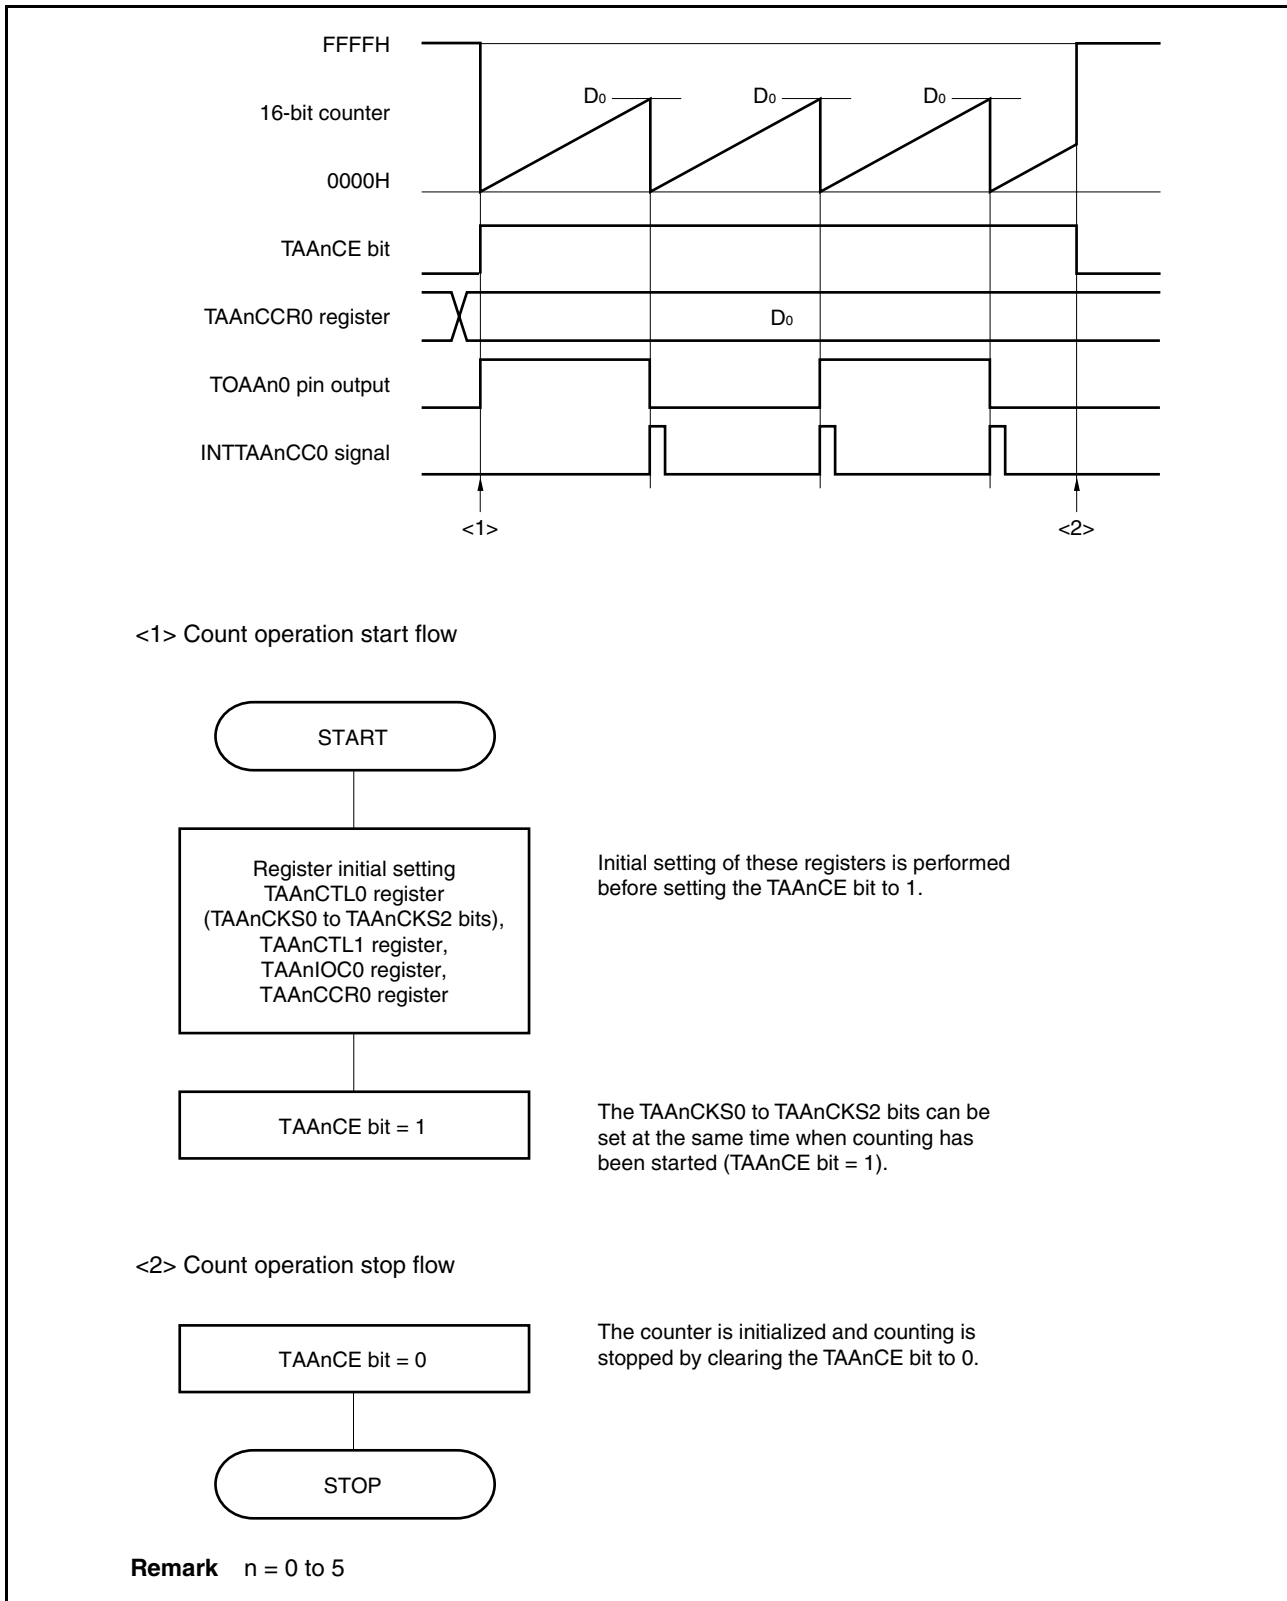 FFFFH
16-bit counter
0000H
D0
D0
D0
TAAnCE bit
TAAnCCR0 register
D0
TOAAn0 pin output
INTTAAnCC0 signal
<1>
<2>
<1> Count operation start flow
START
Register initial setting
TAAnCTL0 register
(TAAnCKS0 to TAAnCKS2 bits),
TAAnCTL1 register,
TAAnIOC0 register,
TAAnCCR0 register
Initial setting of these registers is performed
before setting the TAAnCE bit to 1.
TAAnCE bit = 1
The TAAnCKS0 to TAAnCKS2 bits can be
set at the same time when counting has
been started (TAAnCE bit = 1).
<2> Count operation stop flow
TAAnCE bit = 0
The counter is initialized and counting is
stopped by clearing the TAAnCE bit to 0.
STOP
Remark n = 0 to 5